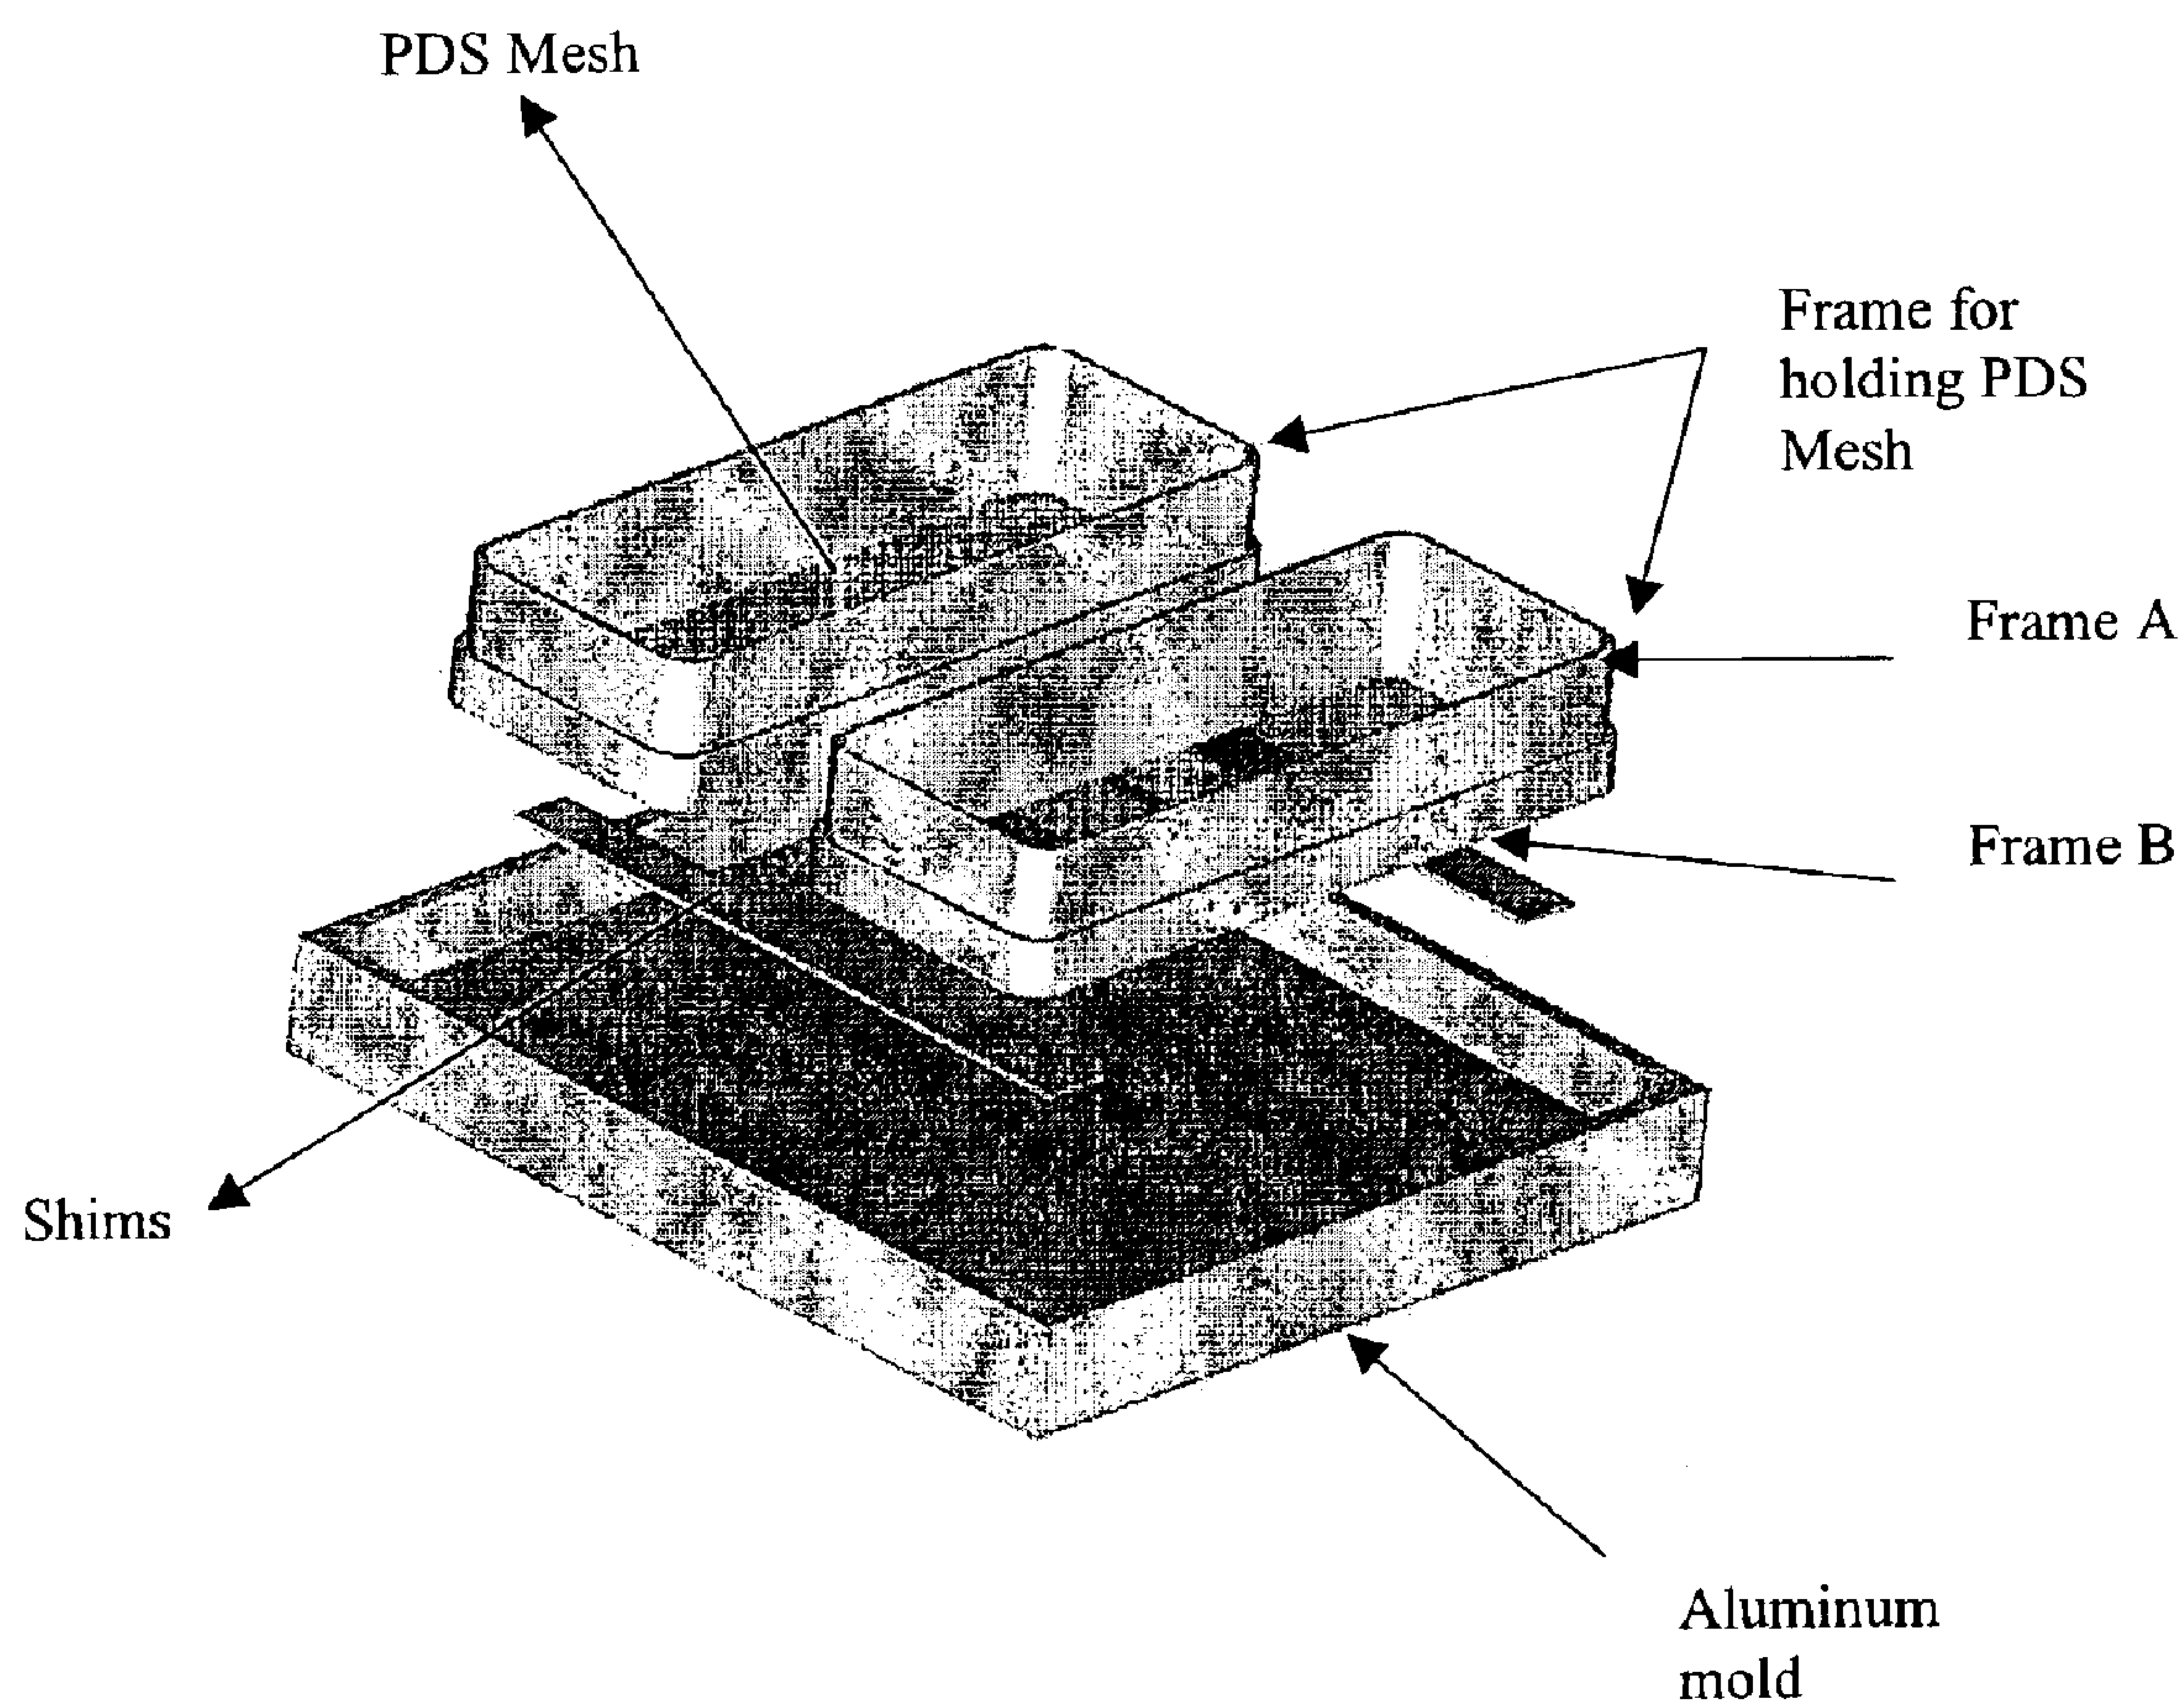 PDS Mesh
Frame for
holding PDS
Mesh
Frame A
Frame B
Shims
Aluminum
mold